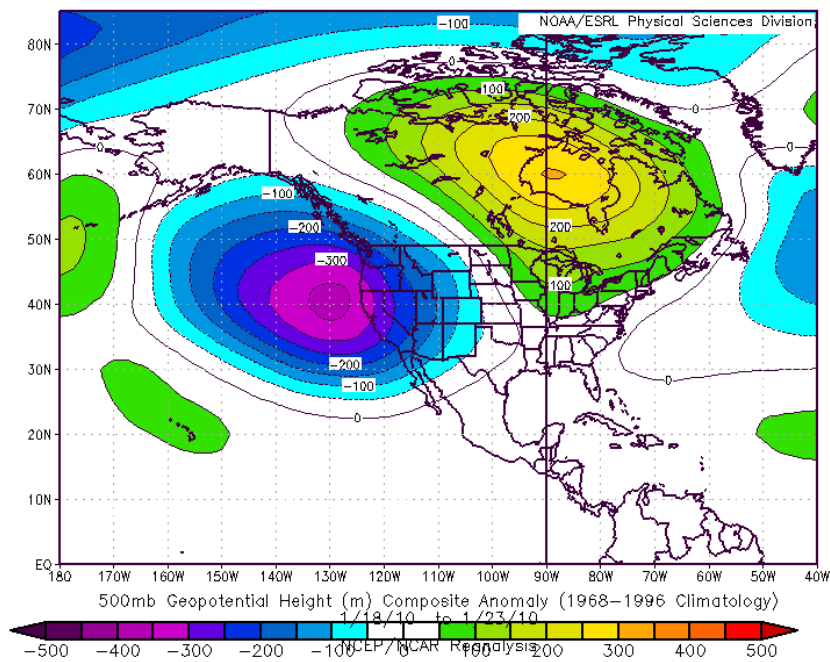 NOAA/ESRL Physical Sciences Division
85N
80N
70N
60N
50N
40N
30N
20N
10N
EQ
-100
0
100
200
0
0
0
-100
-200
-300
200
100
-200
-100
0
0
180 170W 160W 150W 140W 130W 120W 110W 100W 90W 80W 70W 60W 50W 40W
500mb Geopotential Height (m) Composite Anomaly (1968-1996 Climatology)
1/18/10 to 1/23/10
-500 -400 -300 -200 -100 0 100 200 300 400 500
NCEP/NCAR Reanalysis